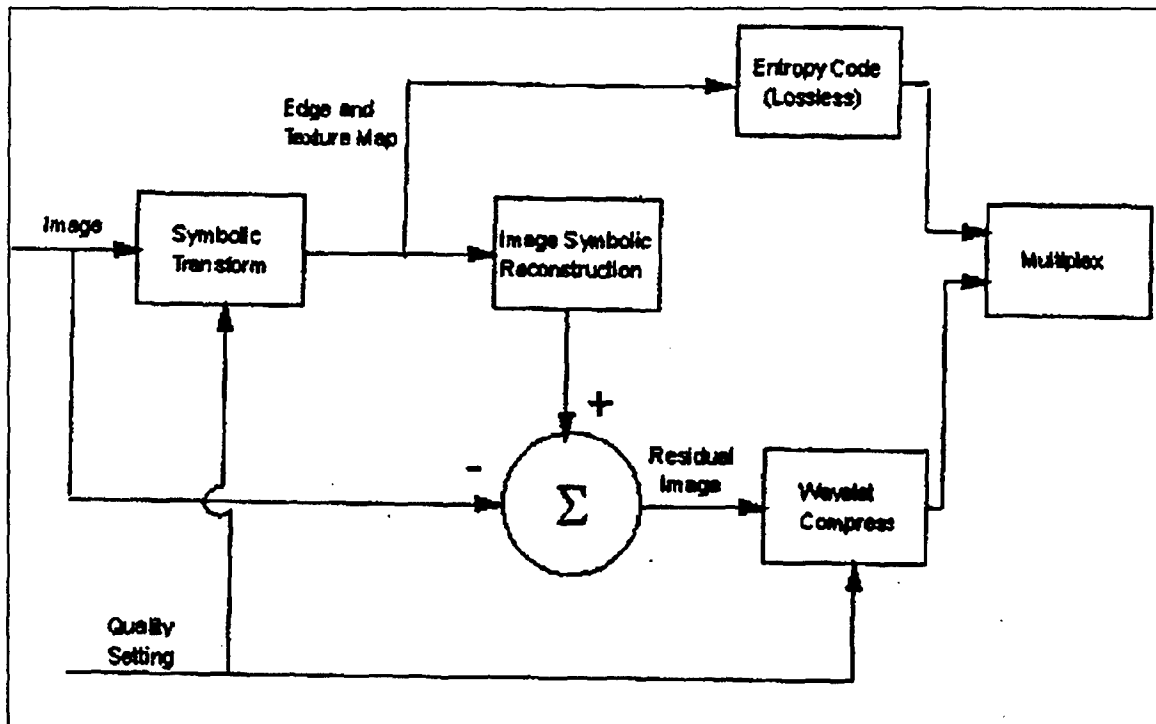 Entropy Code
(Lossless)
Edge and
Texture Map
Image
Symbolic
Transform
Image Symbolic
Reconstruction
Multiplex
+
-
Σ
Residual
Image
Wavelet
Compress
Quality
Setting